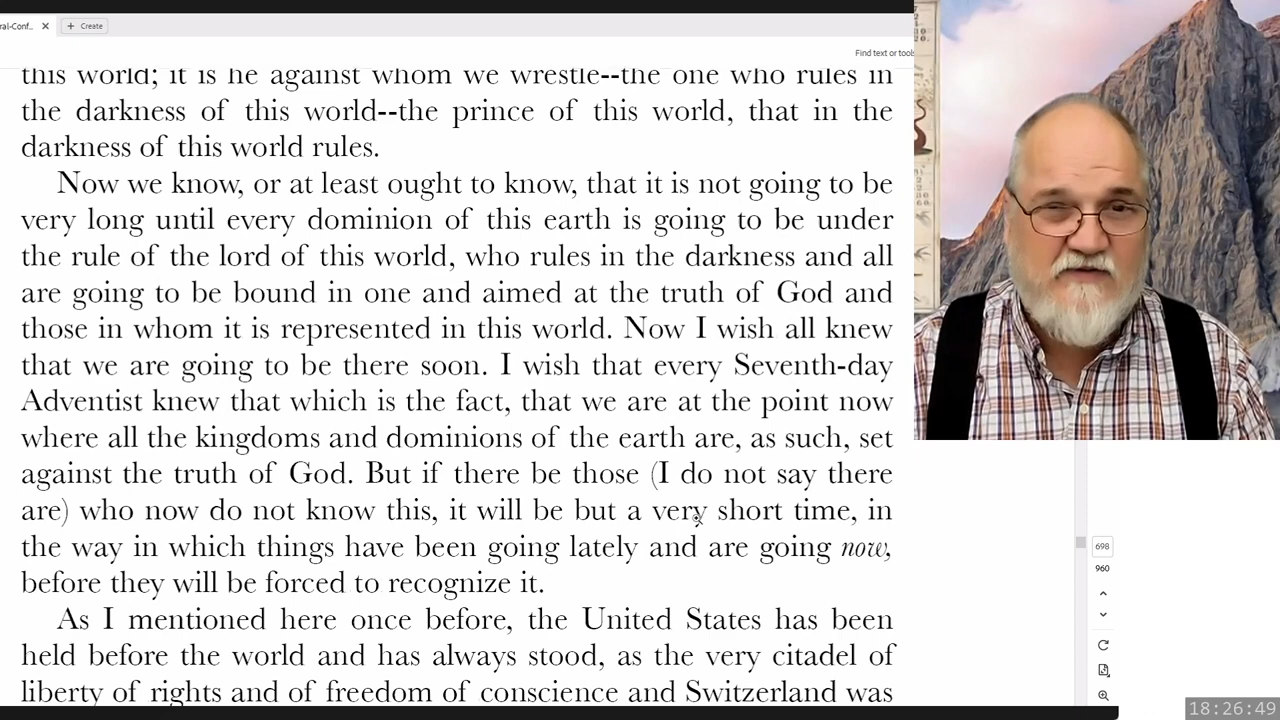 ral-Conf...
Create
Find text or tools
this world; it is he against whom we wrestle--the one who rules in
the darkness of this world--the prince of this world, that in the
darkness of this world rules.
Now we know, or at least ought to know, that it is not going to be
very long until every dominion of this earth is going to be under
the rule of the lord of this world, who rules in the darkness and all
are going to be bound in one and aimed at the truth of God and
those in whom it is represented in this world. Now I wish all knew
that we are going to be there soon. I wish that every Seventh-day
Adventist knew that which is the fact, that we are at the point now
where all the kingdoms and dominions of the earth are, as such, set
against the truth of God. But if there be those (I do not say there
are) who now do not know this, it will be but a very short time, in
the way in which things have been going lately and are going now,
before they will be forced to recognize it.
As I mentioned here once before, the United States has been
held before the world and has always stood, as the very citadel of
liberty of rights and of freedom of conscience and Switzerland was
698
960
18:26:49